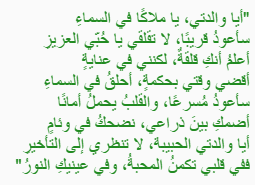 "أيا والدتي، يا ملاكًا في السماءِ
سأعودُ قريبًا، لا تقلقي يا حُبّي العزيز
أعلمُ أنكِ قلقةٌ، لكنني في عنايةٍ
أقضي وقتي بحكمةٍ، أحلقُ في السماءِ
سأعودُ مُسرعًا، والقلبُ يحملُ أمانًا
أضمكِ بينَ ذراعي، نضحكُ في وئامٍ
أيا والدتي الحبيبة، لا تنظري إلى التأخير
ففي قلبي تكمنُ المحبةُ، وفي عينيكِ النورُ"